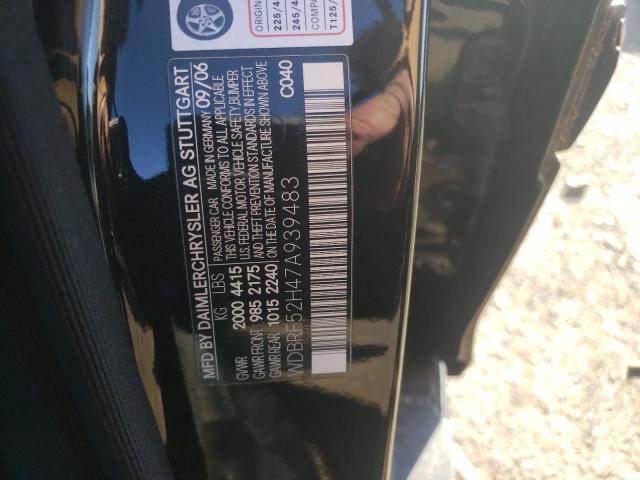 ORIGIN
225/4
245/4
COMPA
T125/
MFD BY DAIMLERCHRYSLER AG STUTTGART
KG LBS PASSENGER CAR MADE IN GERMANY 09/06
GVWR 2000 4415 THIS VEHICLE CONFORMS TO ALL APPLICABLE
U.S. FEDERAL MOTOR VEHICLE SAFETY BUMPER
GAWR FRONT 985 2175 AND THEFT PREVENTION STANDARDS IN EFFECT
GAWR REAR 1015 2240 ON THE DATE OF MANUFACTURE SHOWN ABOVE
WDBRF52H47A939483 C040